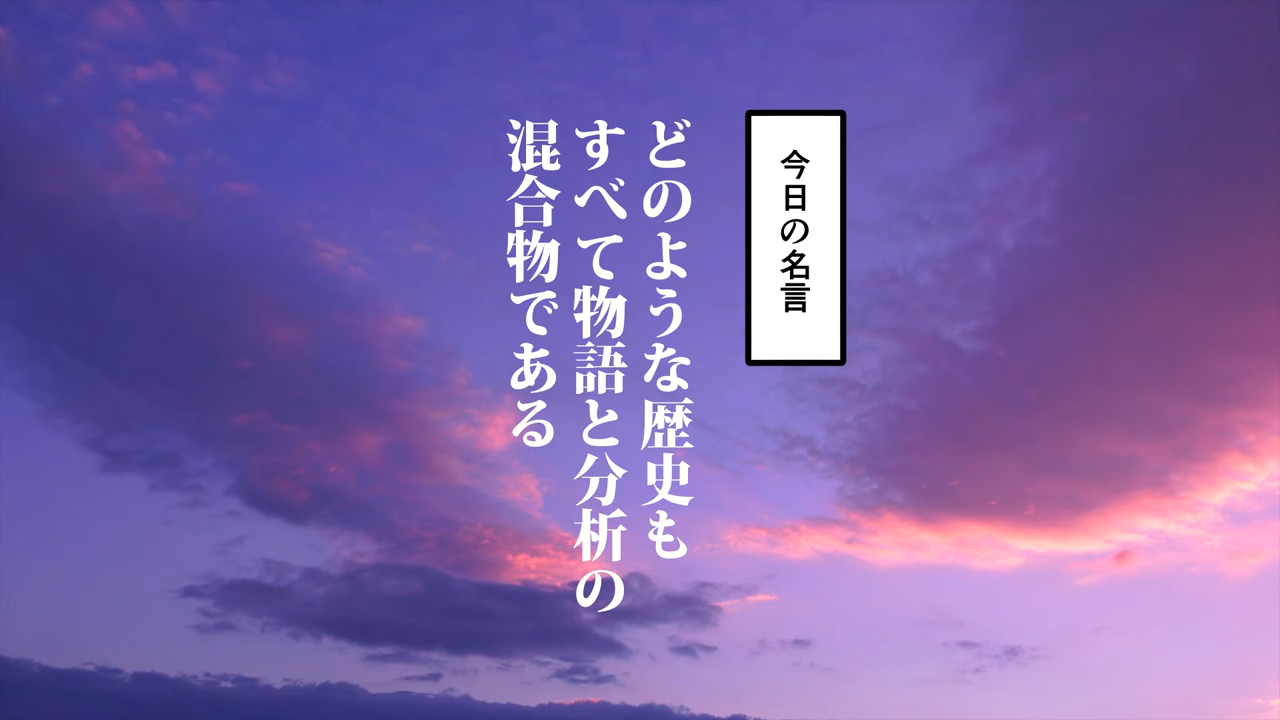 今日の名言
どのような歴史も
すべて物語と分析の
混合物である